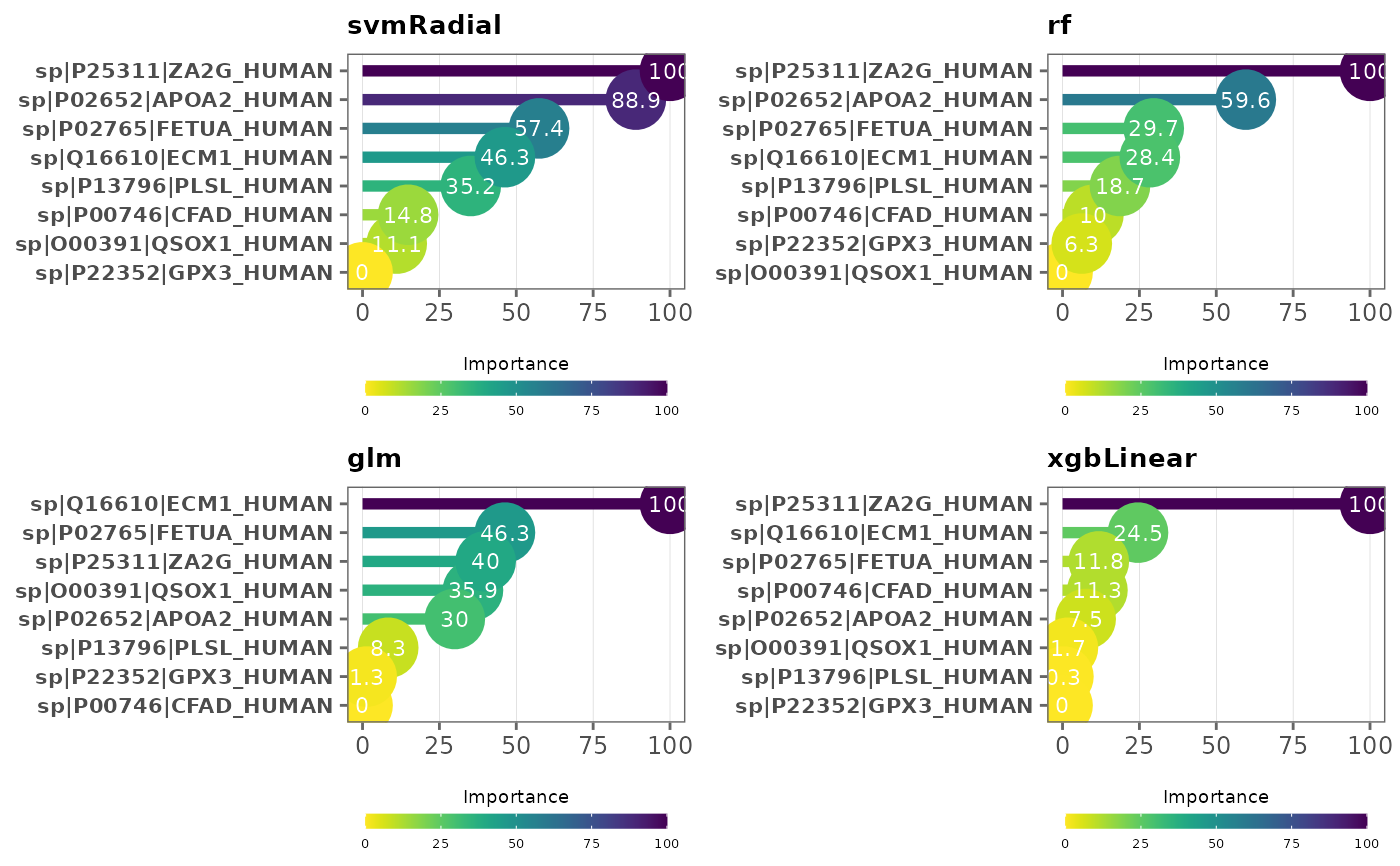 svmRadial
sp|P25311|ZA2G_HUMAN 100
sp|P02652|APOA2_HUMAN 88.9
sp|P02765|FETUA_HUMAN 57.4
sp|Q16610|ECM1_HUMAN 46.3
sp|P13796|PLSL_HUMAN 35.2
sp|P00746|CFAD_HUMAN 14.8
sp|O00391|QSOX1_HUMAN 11.1
sp|P22352|GPX3_HUMAN 0
0 25 50 75 100
Importance
0 25 50 75 100
rf
sp|P25311|ZA2G_HUMAN 100
sp|P02652|APOA2_HUMAN 59.6
sp|P02765|FETUA_HUMAN 29.7
sp|Q16610|ECM1_HUMAN 28.4
sp|P13796|PLSL_HUMAN 18.7
sp|P00746|CFAD_HUMAN 10
sp|P22352|GPX3_HUMAN 6.3
sp|O00391|QSOX1_HUMAN 0
0 25 50 75 100
Importance
0 25 50 75 100
glm
sp|Q16610|ECM1_HUMAN 100
sp|P02765|FETUA_HUMAN 46.3
sp|P25311|ZA2G_HUMAN 40
sp|O00391|QSOX1_HUMAN 35.9
sp|P02652|APOA2_HUMAN 30
sp|P13796|PLSL_HUMAN 8.3
sp|P22352|GPX3_HUMAN 1.3
sp|P00746|CFAD_HUMAN 0
0 25 50 75 100
Importance
0 25 50 75 100
xgbLinear
sp|P25311|ZA2G_HUMAN 100
sp|Q16610|ECM1_HUMAN 24.5
sp|P02765|FETUA_HUMAN 11.8
sp|P00746|CFAD_HUMAN 11.3
sp|P02652|APOA2_HUMAN 7.5
sp|O00391|QSOX1_HUMAN 1.7
sp|P13796|PLSL_HUMAN 0.3
sp|P22352|GPX3_HUMAN 0
0 25 50 75 100
Importance
0 25 50 75 100